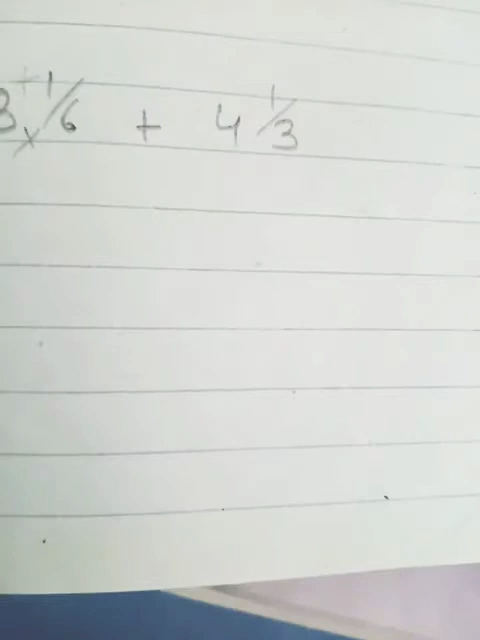 3 1/6 + 4 1/3
+
×